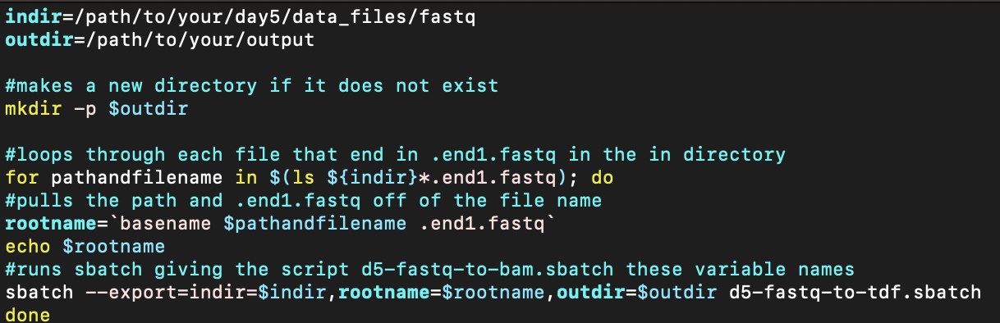 indir=/path/to/your/day5/data_files/fastq
outdir=/path/to/your/output
#makes a new directory if it does not exist
mkdir -p $outdir
#loops through each file that end in .end1.fastq in the in directory
for pathandfilename in $(ls ${indir}*.end1.fastq); do
#pulls the path and .end1.fastq off of the file name
rootname=`basename $pathandfilename .end1.fastq`
echo $rootname
#runs sbatch giving the script d5-fastq-to-bam.sbatch these variable names
sbatch --export=indir=$indir,rootname=$rootname,outdir=$outdir d5-fastq-to-tdf.sbatch
done